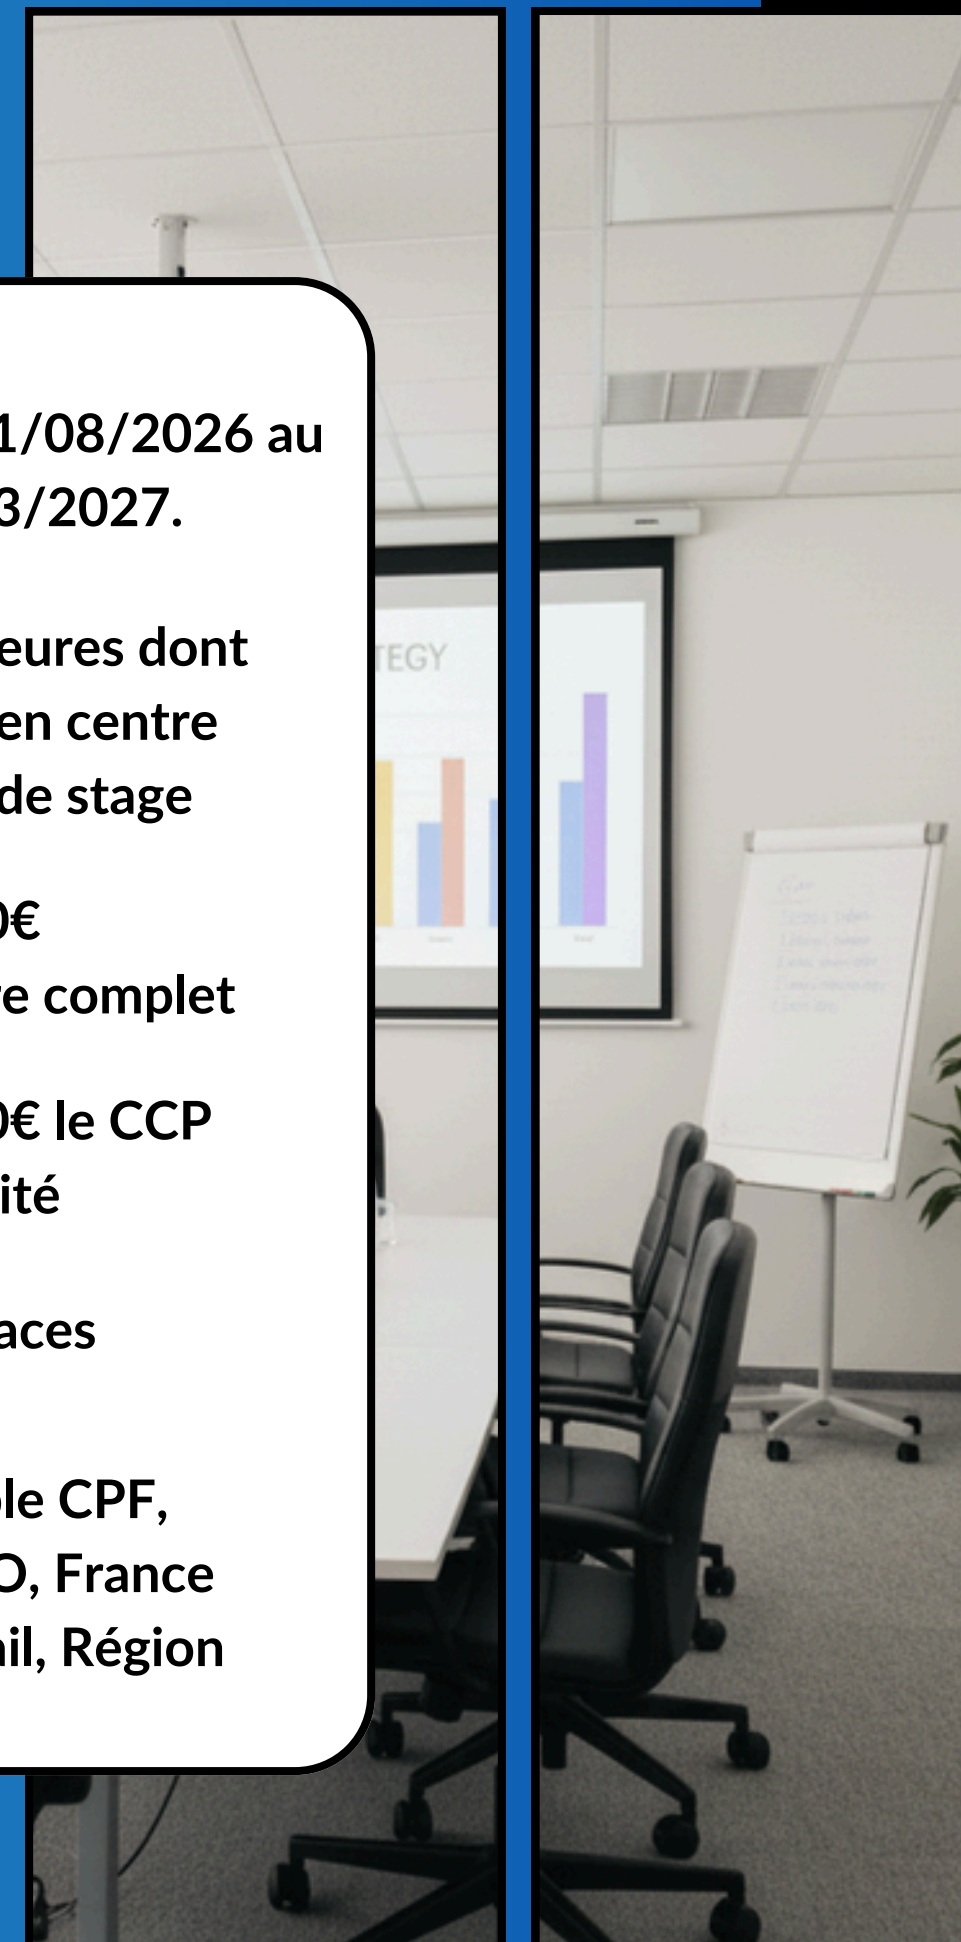 1/08/2026 au
3/2027.
eures dont
en centre
de stage
0€
re complet
0€ le CCP
ité
aces
le CPF,
O, France
il, Région
TEGY